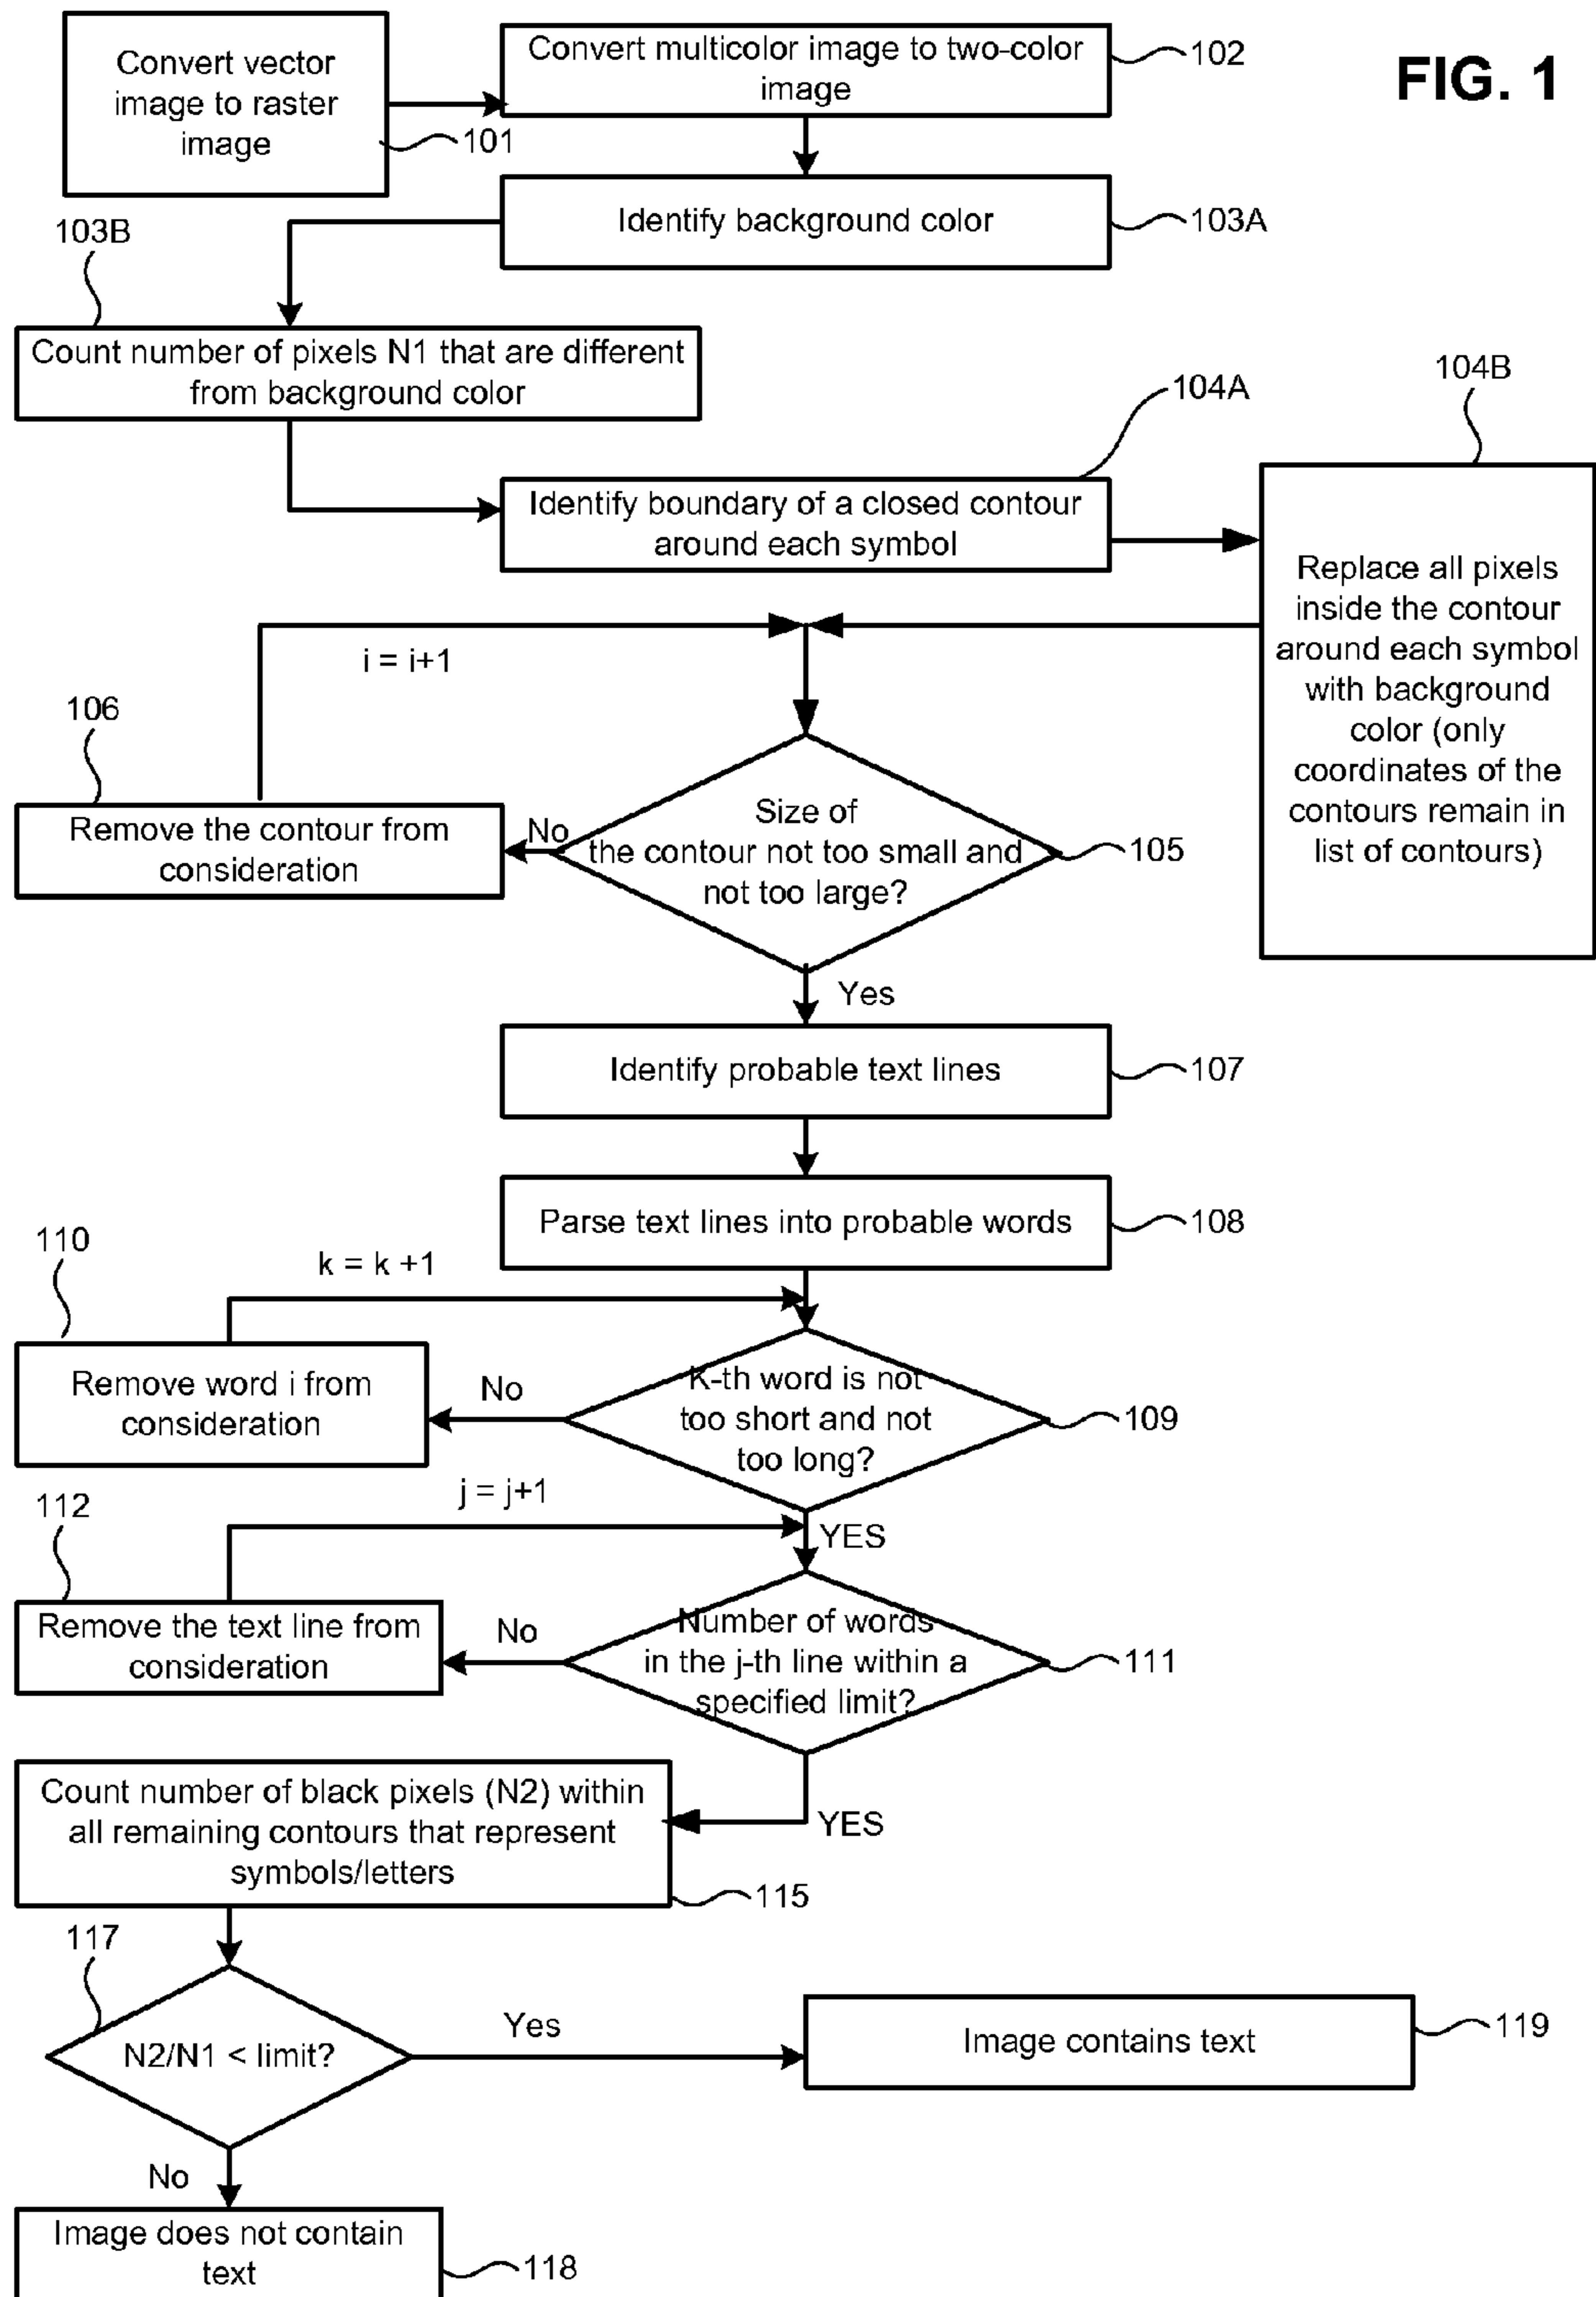 FIG. 1
Convert vector
image to raster
image
101
Convert multicolor image to two-color
image
102
Identify background color
103A
103B
Count number of pixels N1 that are different
from background color
104A
Identify boundary of a closed contour
around each symbol
104B
Replace all pixels
inside the contour
around each symbol
with background
color (only
coordinates of the
contours remain in
list of contours)
i = i+1
106
Remove the contour from
consideration
No
Size of
the contour not too small and
not too large?
105
Yes
Identify probable text lines
107
Parse text lines into probable words
108
110
k = k +1
Remove word i from
consideration
No
K-th word is not
too short and not
too long?
109
112
j = j+1
YES
Remove the text line from
consideration
No
Number of words
in the j-th line within a
specified limit?
111
YES
Count number of black pixels (N2) within
all remaining contours that represent
symbols/letters
115
117
N2/N1 < limit?
Yes
Image contains text
119
No
Image does not contain
text
118